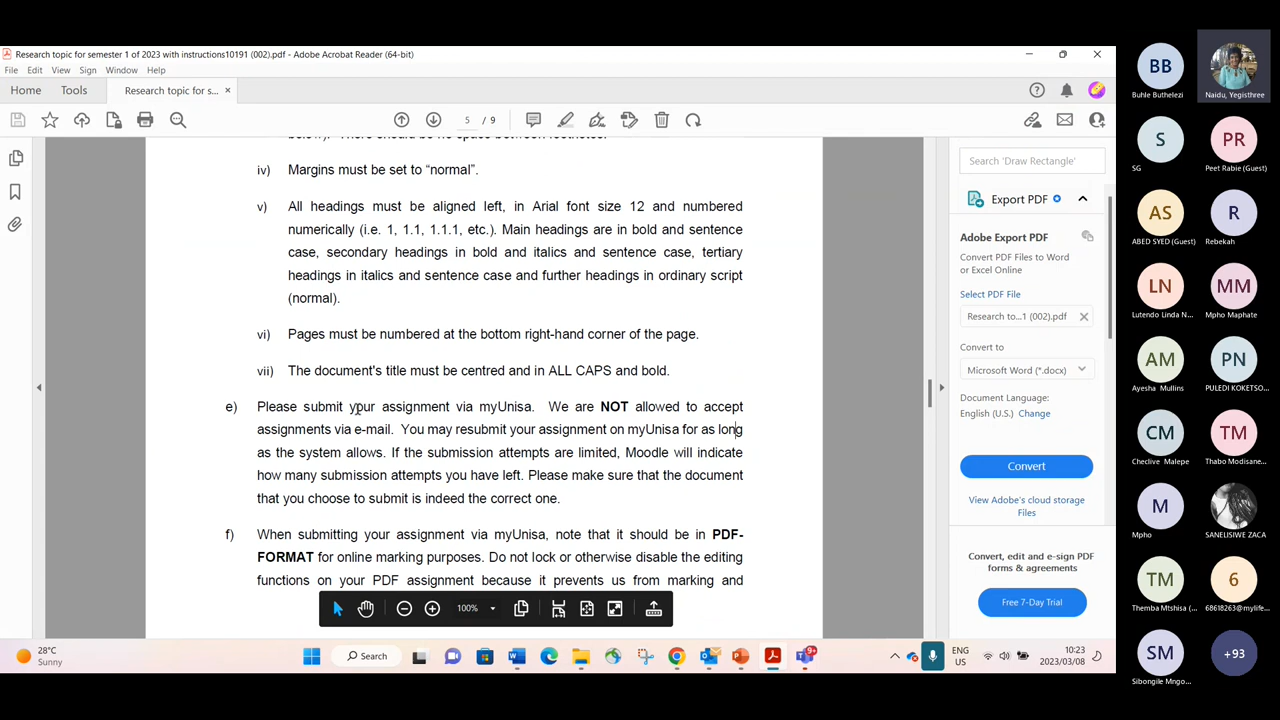 Research topic for semester 1 of 2023 with instructions10191 (002).pdf - Adobe Acrobat Reader (64-bit)
File Edit View Sign Window Help
Home Tools Research topic for s... ×
5 / 9
iv) Margins must be set to “normal”.
v) All headings must be aligned left, in Arial font size 12 and numbered
numerically (i.e. 1, 1.1, 1.1.1, etc.). Main headings are in bold and sentence
case, secondary headings in bold and italics and sentence case, tertiary
headings in italics and sentence case and further headings in ordinary script
(normal).
vi) Pages must be numbered at the bottom right-hand corner of the page.
vii) The document's title must be centred and in ALL CAPS and bold.
e) Please submit your assignment via myUnisa. We are NOT allowed to accept
assignments via e-mail. You may resubmit your assignment on myUnisa for as long
as the system allows. If the submission attempts are limited, Moodle will indicate
how many submission attempts you have left. Please make sure that the document
that you choose to submit is indeed the correct one.
f) When submitting your assignment via myUnisa, note that it should be in PDF-
FORMAT for online marking purposes. Do not lock or otherwise disable the editing
functions on your PDF assignment because it prevents us from marking and
100%
Search 'Draw Rectangle'
Export PDF
Adobe Export PDF
Convert PDF Files to Word
or Excel Online
Select PDF File
Research to...1 (002).pdf
Convert to
Microsoft Word (*.docx)
Document Language:
English (U.S.) Change
Convert
View Adobe's cloud storage
Files
Convert, edit and e-sign PDF
forms & agreements
Free 7-Day Trial
28°C
Sunny
Search
9+
ENG
US
10:23
2023/03/08
BB
Buhle Buthelezi
Naidu, Yegisthree
S
SG
PR
Peet Rabie (Guest)
AS
ABED SYED (Guest)
R
Rebekah
LN
Lutendo Linda N...
MM
Mpho Maphate
AM
Ayesha Mullins
PN
PULEDI KOKETSO...
CM
Checlive Malepe
TM
Thabo Modisane...
M
Mpho
SANELISIWE ZACA
TM
Themba Mtshisa (...
6
68618263@mylife...
SM
Sibongile Mngo...
+93